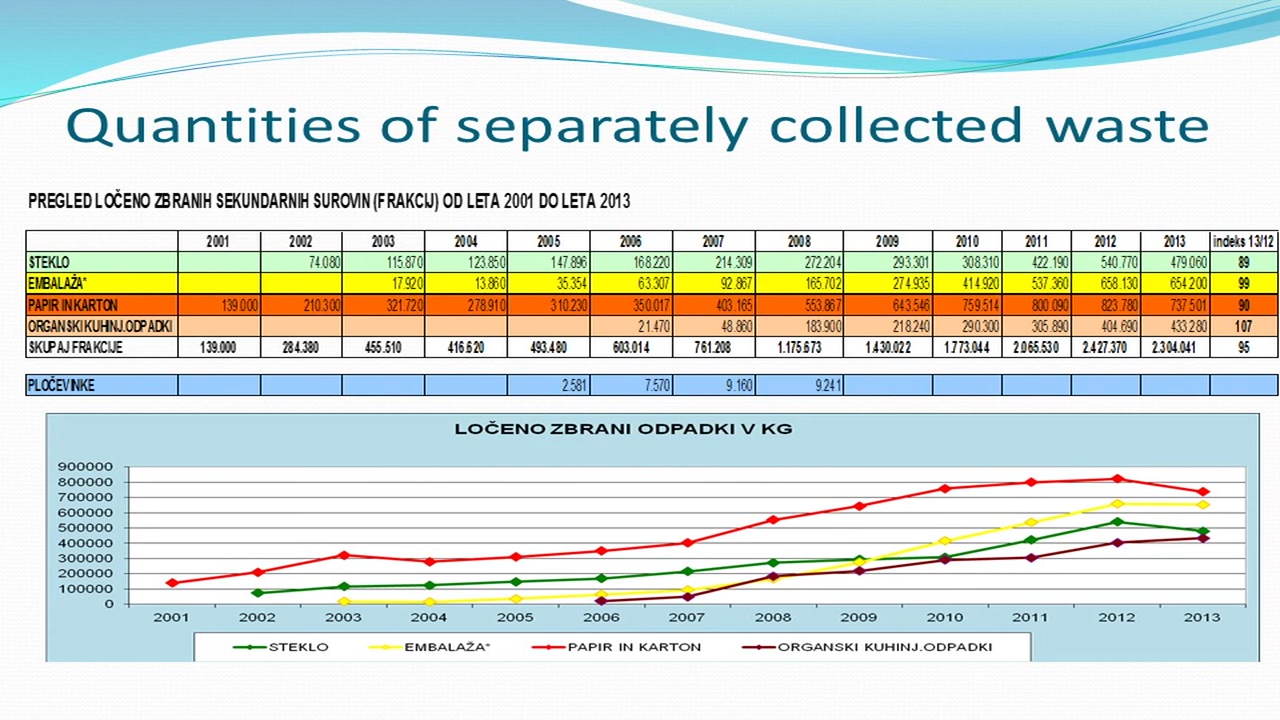 Quantities of separately collected waste
PREGLED LOČENO ZBRANIH SEKUNDARNIH SUROVIN (FRAKCIJ) OD LETA 2001 DO LETA 2013
2001 2002 2003 2004 2005 2006 2007 2008 2009 2010 2011 2012 2013 indeks 13/12
STEKLO 74.080 115.870 123.850 147.896 168.220 214.309 272.204 293.301 308.310 422.190 540.770 479.060 89
EMBALAŽA* 17.920 13.860 35.354 63.307 92.867 165.702 274.935 414.920 537.360 658.130 654.200 99
PAPIR IN KARTON 139.000 210.300 321.720 278.910 310.230 350.017 403.165 553.867 643.546 759.514 800.090 823.780 737.501 90
ORGANSKI KUHINJ.ODPADKI 21.470 48.860 183.900 218.240 290.300 305.890 404.690 433.280 107
SKUPAJ FRAKCIJE 139.000 284.380 455.510 416.620 493.480 603.014 761.208 1.175.673 1.430.022 1.773.044 2.065.530 2.427.370 2.304.041 95
PLOČEVINKE 2.581 7.570 9.160 9.241
LOČENO ZBRANI ODPADKI V KG
900000
800000
700000
600000
500000
400000
300000
200000
100000
0
2001 2002 2003 2004 2005 2006 2007 2008 2009 2010 2011 2012 2013
STEKLO EMBALAŽA* PAPIR IN KARTON ORGANSKI KUHINJ.ODPADKI